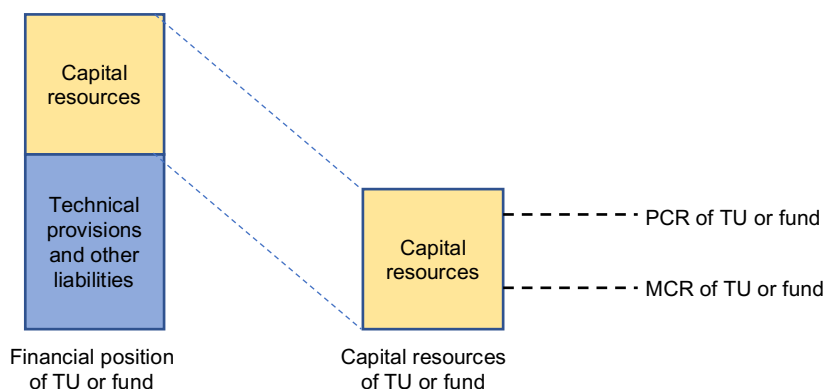 Capital
resources
Technical
provisions
and other
liabilities
Financial position
of TU or fund
Capital
resources
Capital resources
of TU or fund
PCR of TU or fund
MCR of TU or fund